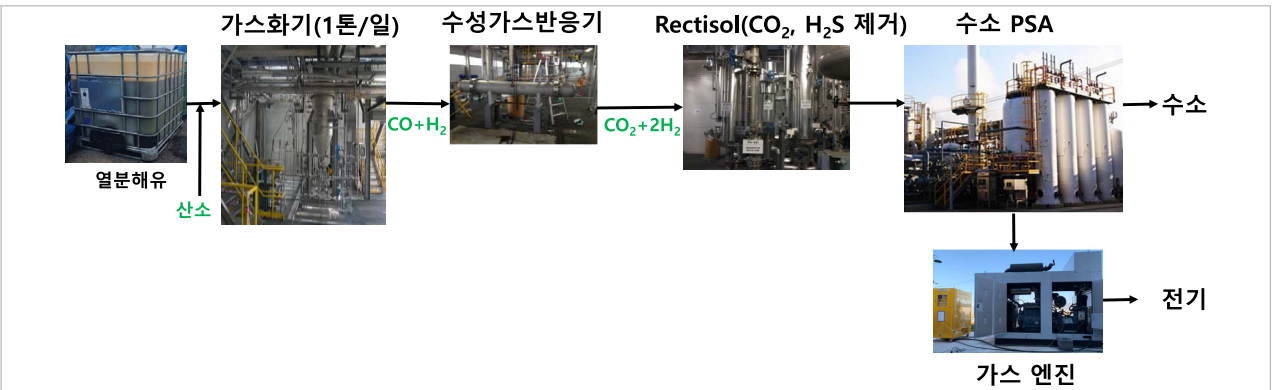 가스화기(1톤/일)
수성가스반응기
Rectisol(CO₂, H₂S 제거)
수소 PSA
열분해유
산소
CO+H₂
CO₂+2H₂
수소
전기
가스 엔진